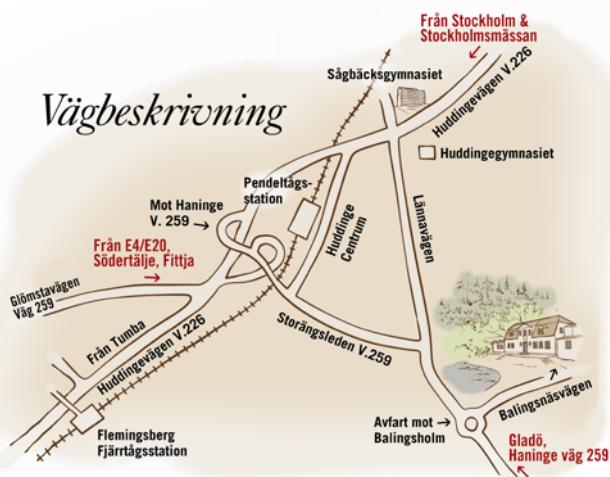 Från Stockholm &
Stockholmsmässan
Sågbäcksgymnasiet
Huddingevägen V.226
Vägbeskrivning
Huddingegymnasiet
Pendeltågs-
station
Mot Haninge
V. 259
Huddinge
Centrum
Lännavägen
Från E4/E20,
Södertälje, Fittja
Glömstavägen
Väg 259
Från Tumba
Huddingevägen V.226
Storängsleden V.259
Balingsnäsvägen
Avfart mot
Balingsholm
Flemingsberg
Fjärrtågsstation
Gladö,
Haninge väg 259